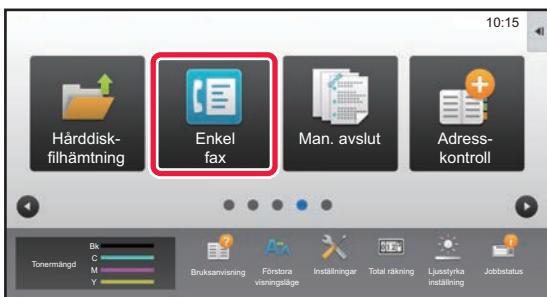 10:15
Hårddisk-
filhämtning
Enkel
fax
Man. avslut
Adress-
kontroll
Tonermängd
Bk
C
M
Y
Bruksanvisning
Förstora
visningsläge
Inställningar
Total räkning
Ljusstyrka
inställning
Jobbstatus